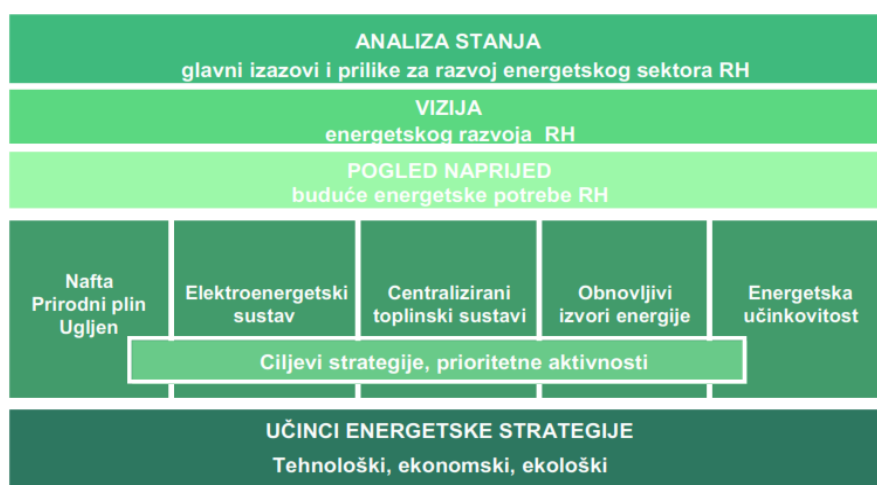 ANALIZA STANJA
glavni izazovi i prilike za razvoj energetskog sektora RH
VIZIJA
energetskog razvoja RH
POGLED NAPRIJED
buduće energetske potrebe RH
Nafta
Prirodni plin
Ugljen
Elektroenergetski
sustav
Centralizirani
toplinski sustavi
Obnovljivi
izvori energije
Energetska
učinkovitost
Ciljevi strategije, prioritetne aktivnosti
UČINCI ENERGETSKE STRATEGIJE
Tehnološki, ekonomski, ekološki